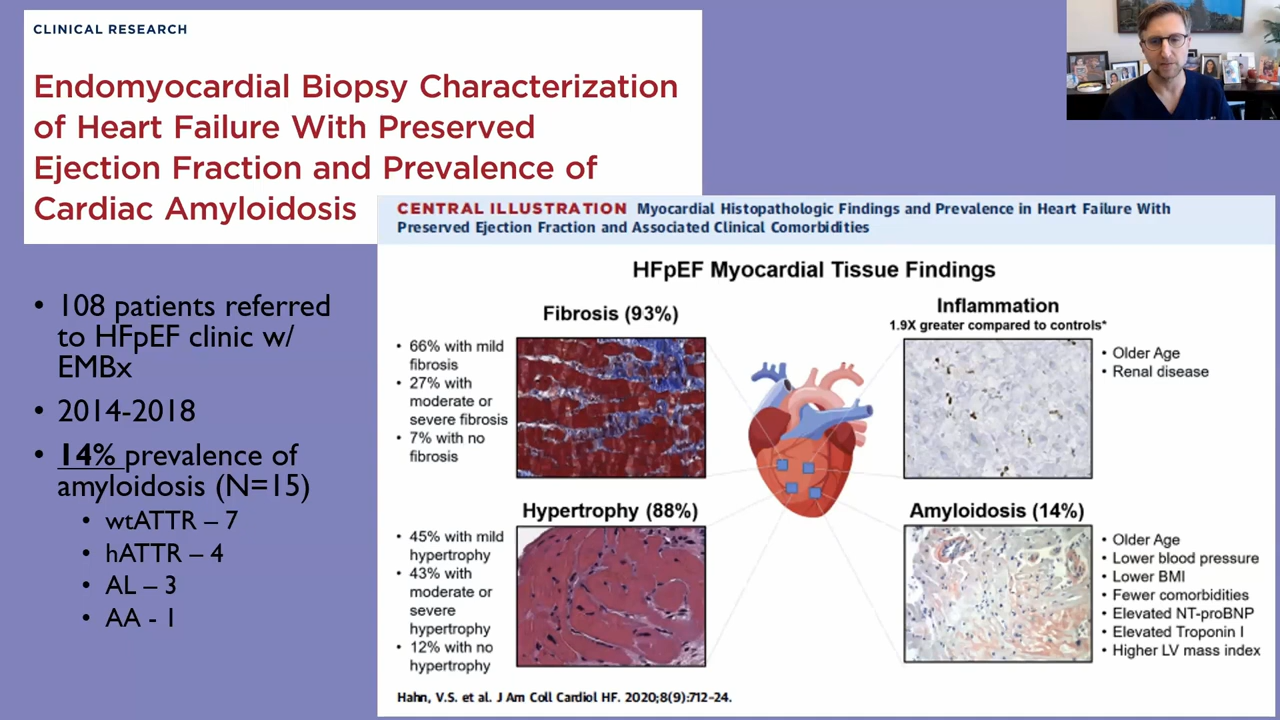 CLINICAL RESEARCH
Endomyocardial Biopsy Characterization
of Heart Failure With Preserved
Ejection Fraction and Prevalence of
Cardiac Amyloidosis
• 108 patients referred
to HFpEF clinic w/
EMBx
• 2014-2018
• 14% prevalence of
amyloidosis (N=15)
• wtATTR – 7
• hATTR – 4
• AL – 3
• AA - 1
CENTRAL ILLUSTRATION Myocardial Histopathologic Findings and Prevalence in Heart Failure With
Preserved Ejection Fraction and Associated Clinical Comorbidities
HFpEF Myocardial Tissue Findings
Fibrosis (93%)
• 66% with mild
fibrosis
• 27% with
moderate or
severe fibrosis
• 7% with no
fibrosis
Inflammation
1.9X greater compared to controls*
• Older Age
• Renal disease
Hypertrophy (88%)
• 45% with mild
hypertrophy
• 43% with
moderate or
severe
hypertrophy
• 12% with no
hypertrophy
Amyloidosis (14%)
• Older Age
• Lower blood pressure
• Lower BMI
• Fewer comorbidities
• Elevated NT-proBNP
• Elevated Troponin I
• Higher LV mass index
Hahn, V.S. et al. J Am Coll Cardiol HF. 2020;8(9):712-24.